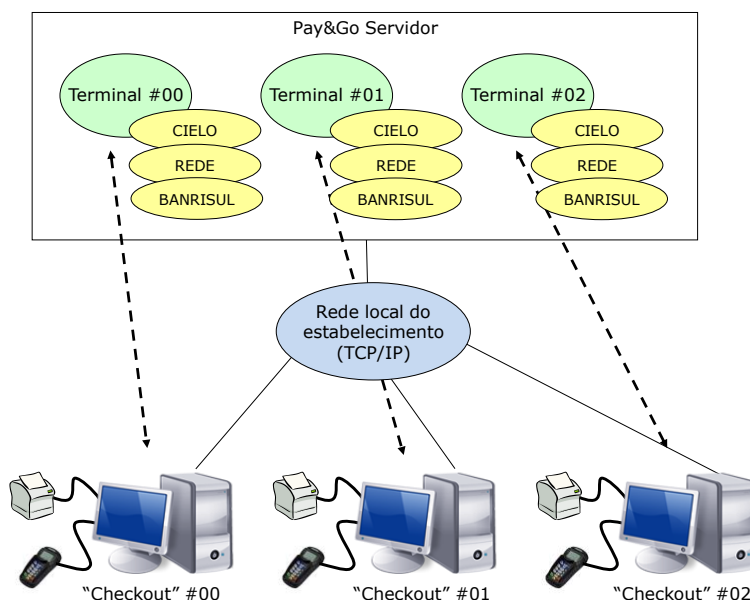 Pay&Go Servidor
Terminal #00
Terminal #01
Terminal #02
CIELO
CIELO
CIELO
REDE
REDE
REDE
BANRISUL
BANRISUL
BANRISUL
Rede local do
estabelecimento
(TCP/IP)
“Checkout” #00
“Checkout” #01
“Checkout” #02